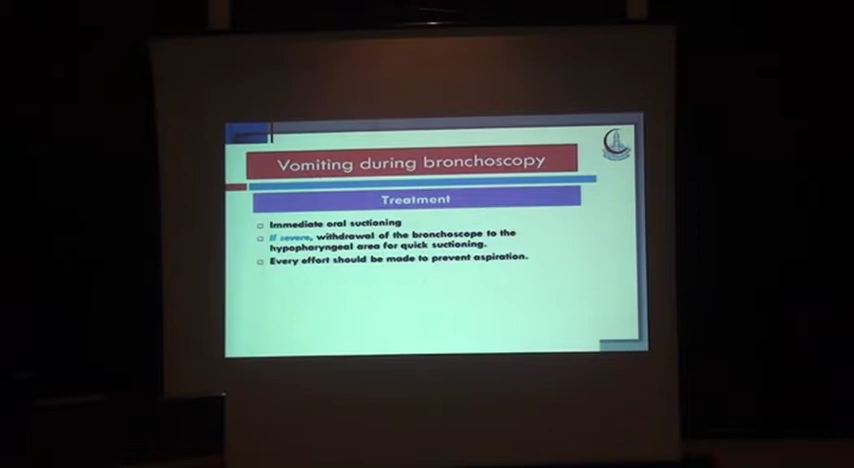 Vomiting during bronchoscopy
Treatment
Immediate oral suctioning
If severe, withdrawal of the bronchoscope to the
hypopharyngeal area for quick suctioning.
Every effort should be made to prevent aspiration.